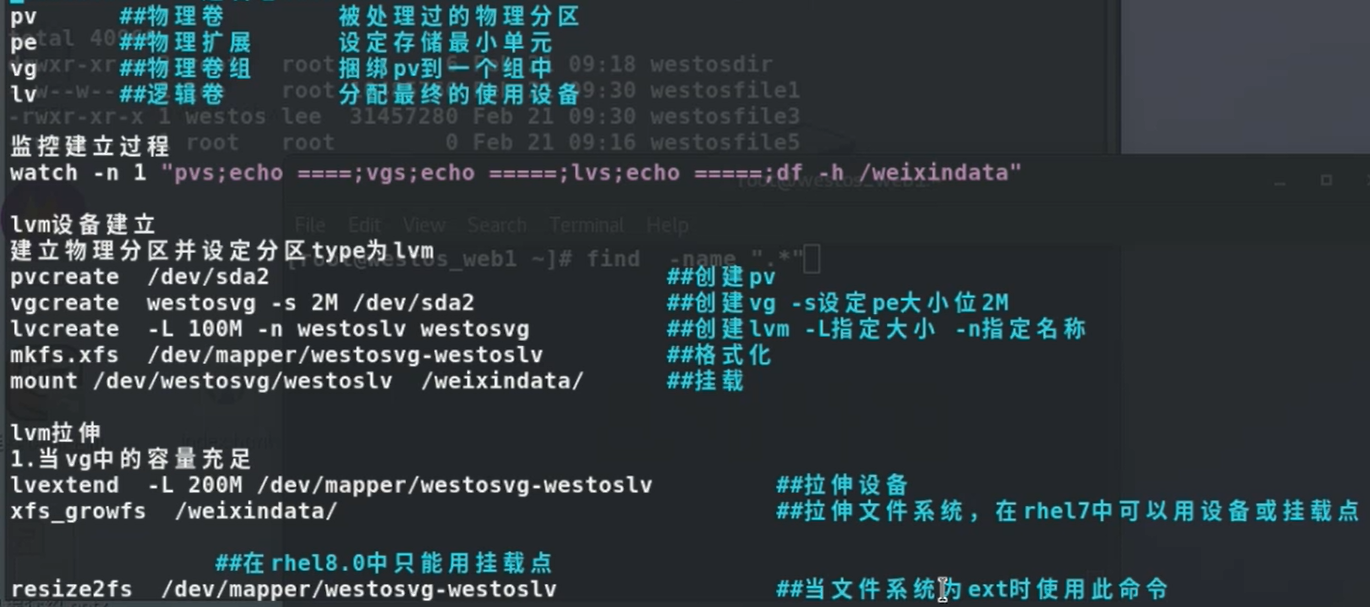 pv ##物理卷 被处理过的物理分区
total 40
pe ##物理扩展 设定存储最小单元
root 6 Feb 21 09:18 westosdir
vg ##物理卷组 捆绑pv到一个组中
root Feb 21 09:30 westosfile1
lv ##逻辑卷 分配最终的使用设备
-rwxr-xr-x 1 westos lee 31457280 Feb 21 09:30 westosfile3
1 root root 0 Feb 21 09:16 westosfile5
监控建立过程
watch -n 1 "pvs;echo ====;vgs;echo =====;lvs;echo =====;df -h /weixindata"
lvm设备建立
File Edit View Search Terminal Help
建立物理分区并设定分区type为lvm
[root@westos_web1 ~]# find -name ".*"
pvcreate /dev/sda2 ##创建pv
vgcreate westosvg -s 2M /dev/sda2 ##创建vg -s设定pe大小位2M
lvcreate -L 100M -n westoslv westosvg ##创建lvm -L指定大小 -n指定名称
mkfs.xfs /dev/mapper/westosvg-westoslv ##格式化
mount /dev/westosvg/westoslv /weixindata/ ##挂载
lvm拉伸
1.当vg中的容量充足
lvextend -L 200M /dev/mapper/westosvg-westoslv ##拉伸设备
xfs_growfs /weixindata/ ##拉伸文件系统，在rhel7中可以用设备或挂载点
##在rhel8.0中只能用挂载点
resize2fs /dev/mapper/westosvg-westoslv ##当文件系统为ext时使用此命令